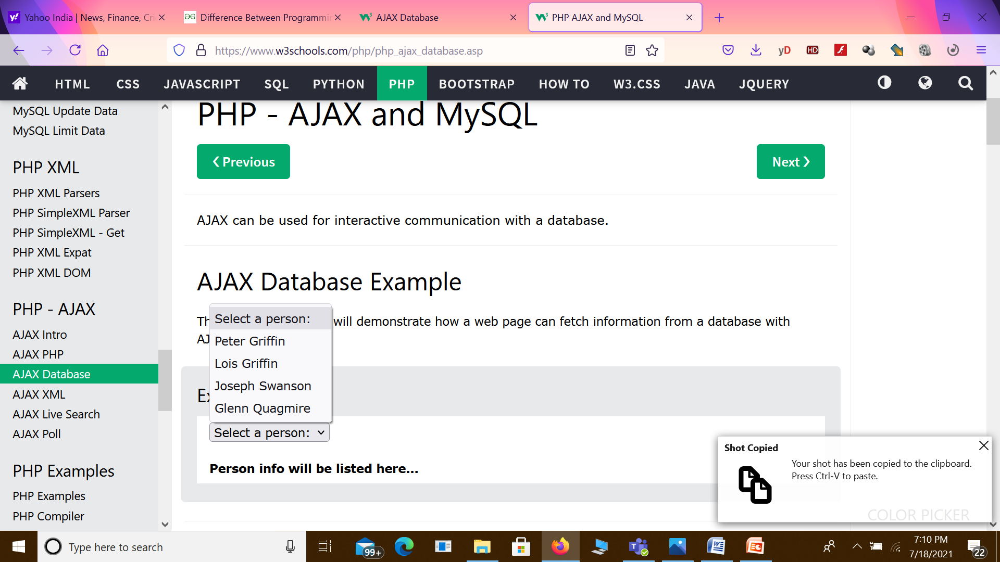 Yahoo India | News, Finance, Cri
Difference Between Programmin
AJAX Database
PHP AJAX and MySQL
https://www.w3schools.com/php/php_ajax_database.asp
yD
HD
HTML
CSS
JAVASCRIPT
SQL
PYTHON
PHP
BOOTSTRAP
HOW TO
W3.CSS
JAVA
JQUERY
MySQL Update Data
MySQL Limit Data
PHP XML
PHP XML Parsers
PHP SimpleXML Parser
PHP SimpleXML - Get
PHP XML Expat
PHP XML DOM
PHP - AJAX
AJAX Intro
AJAX PHP
AJAX Database
AJAX XML
AJAX Live Search
AJAX Poll
PHP Examples
PHP Examples
PHP Compiler
PHP - AJAX and MySQL
❮ Previous
Next ❯
AJAX can be used for interactive communication with a database.
AJAX Database Example
Th will demonstrate how a web page can fetch information from a database with
AJ
Ex
Select a person:
Peter Griffin
Lois Griffin
Joseph Swanson
Glenn Quagmire
Select a person:
Person info will be listed here...
Shot Copied
Your shot has been copied to the clipboard.
Press Ctrl-V to paste.
COLOR PICKER
Type here to search
99+
7:10 PM
7/18/2021
22